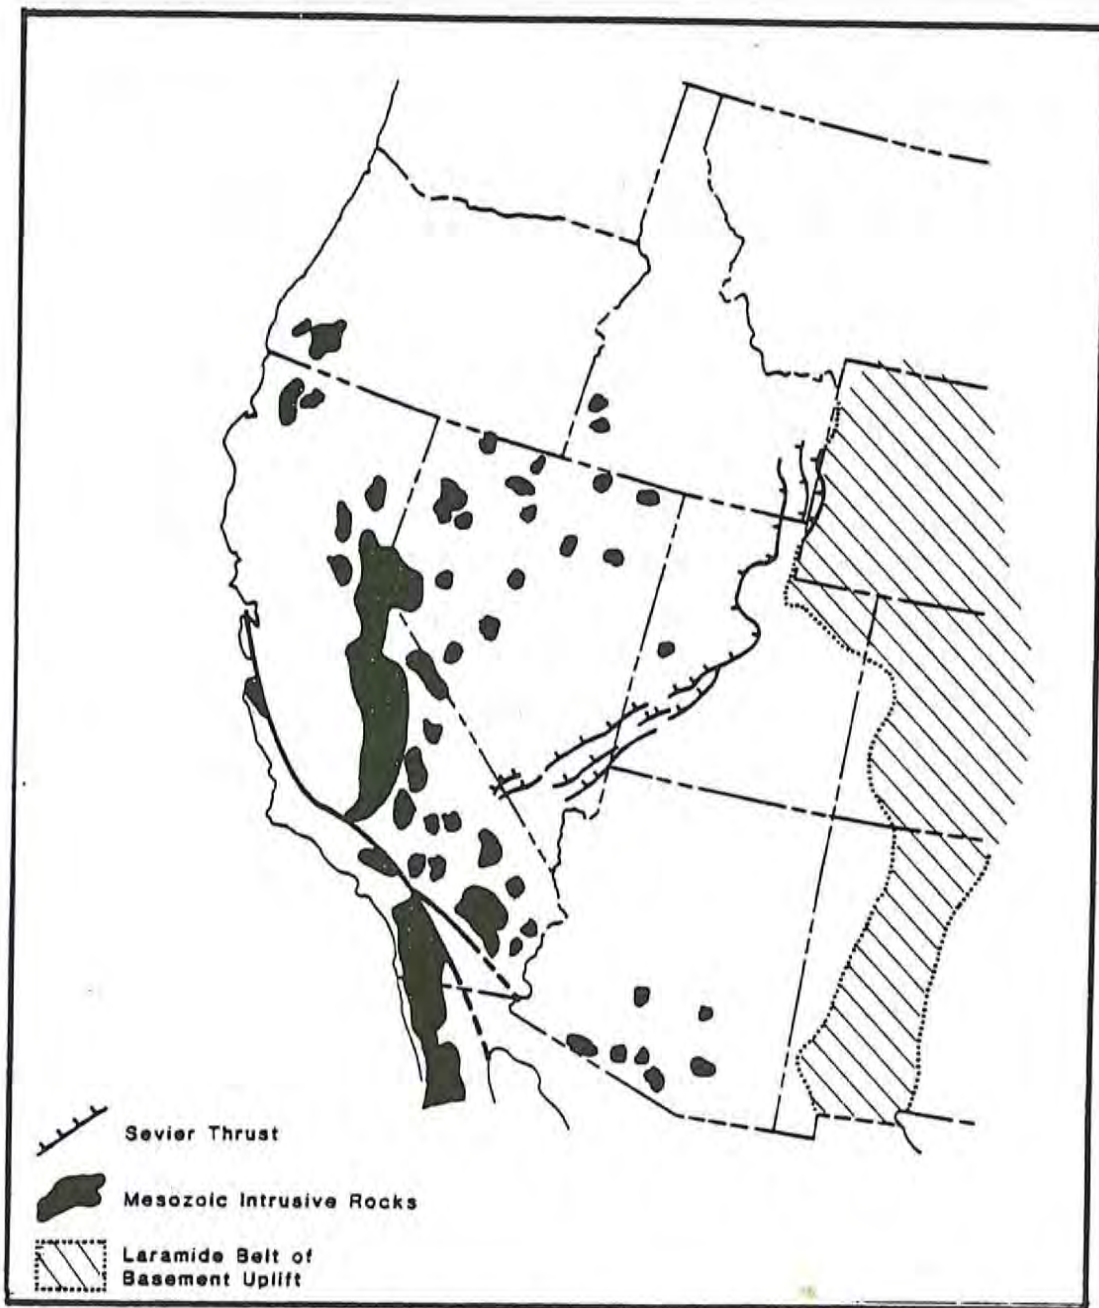 Sevier Thrust
Mesozoic Intrusive Rocks
Laramide Belt of
Basement Uplift